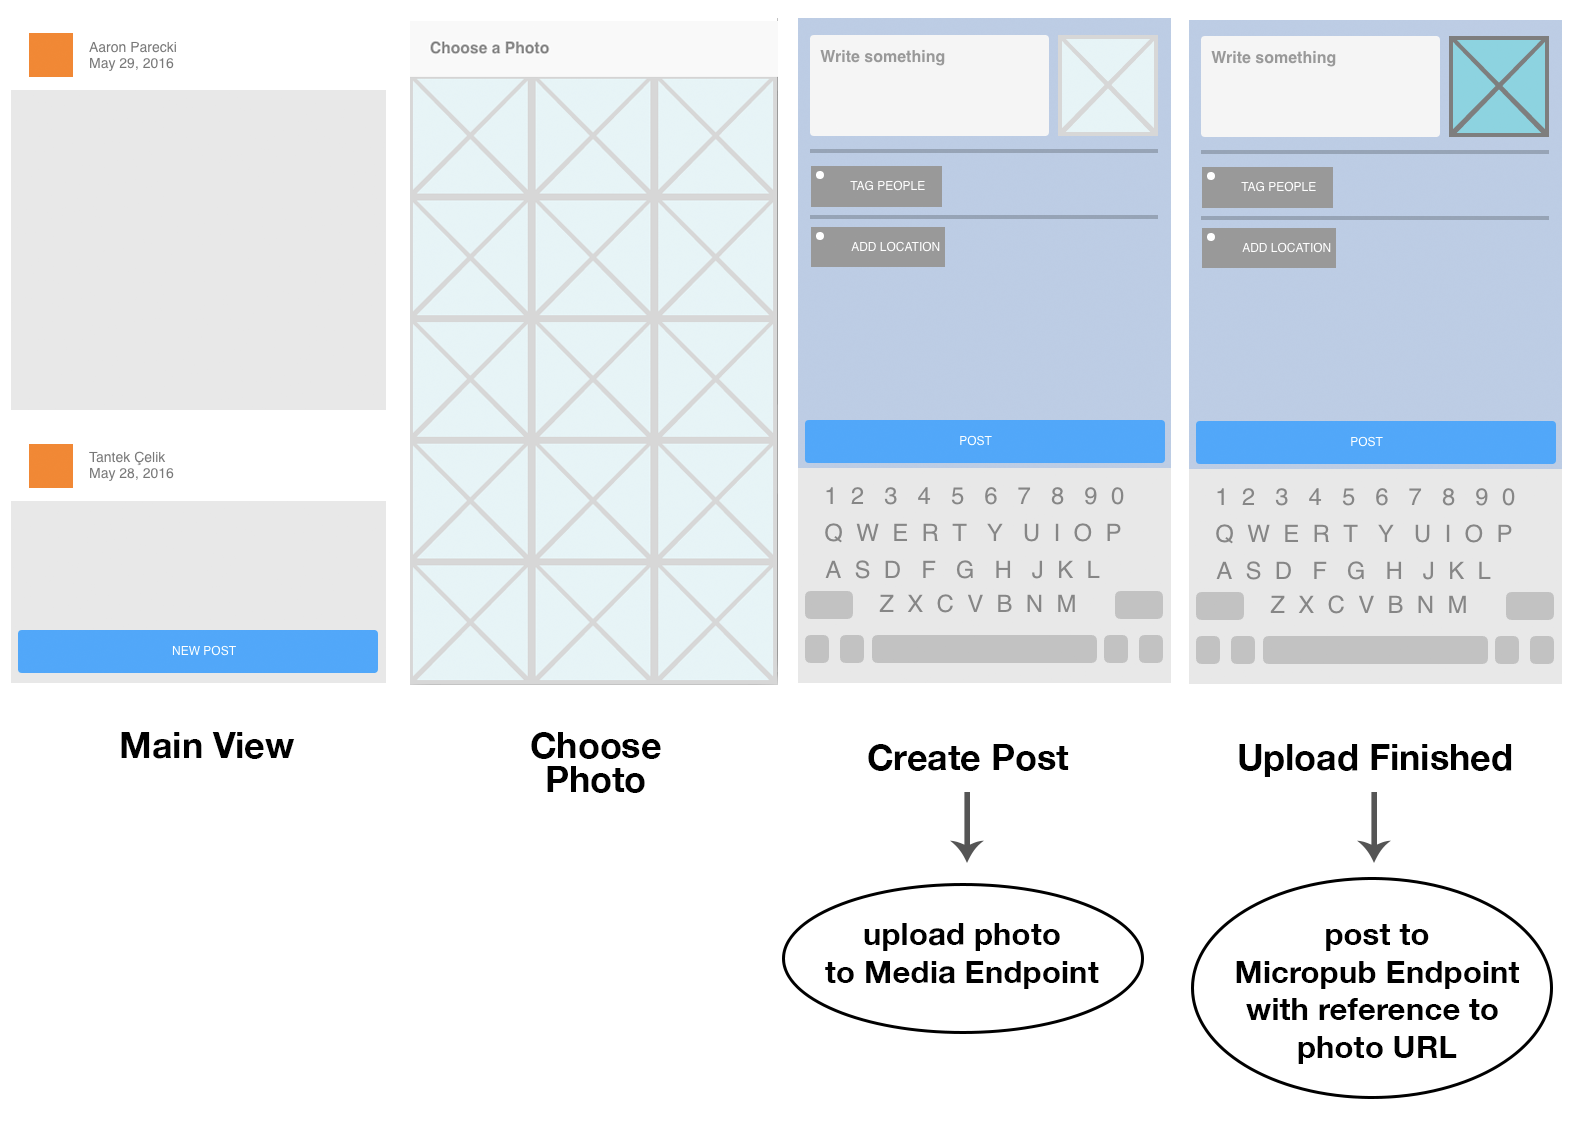 Aaron Parecki
May 29, 2016
Tantek Çelik
May 28, 2016
NEW POST
Main View
Choose a Photo
Choose
Photo
Write something
TAG PEOPLE
ADD LOCATION
POST
1 2 3 4 5 6 7 8 9 0
Q W E R T Y U I O P
A S D F G H J K L
Z X C V B N M
Create Post
upload photo
to Media Endpoint
Write something
TAG PEOPLE
ADD LOCATION
POST
1 2 3 4 5 6 7 8 9 0
Q W E R T Y U I O P
A S D F G H J K L
Z X C V B N M
Upload Finished
post to
Micropub Endpoint
with reference to
photo URL